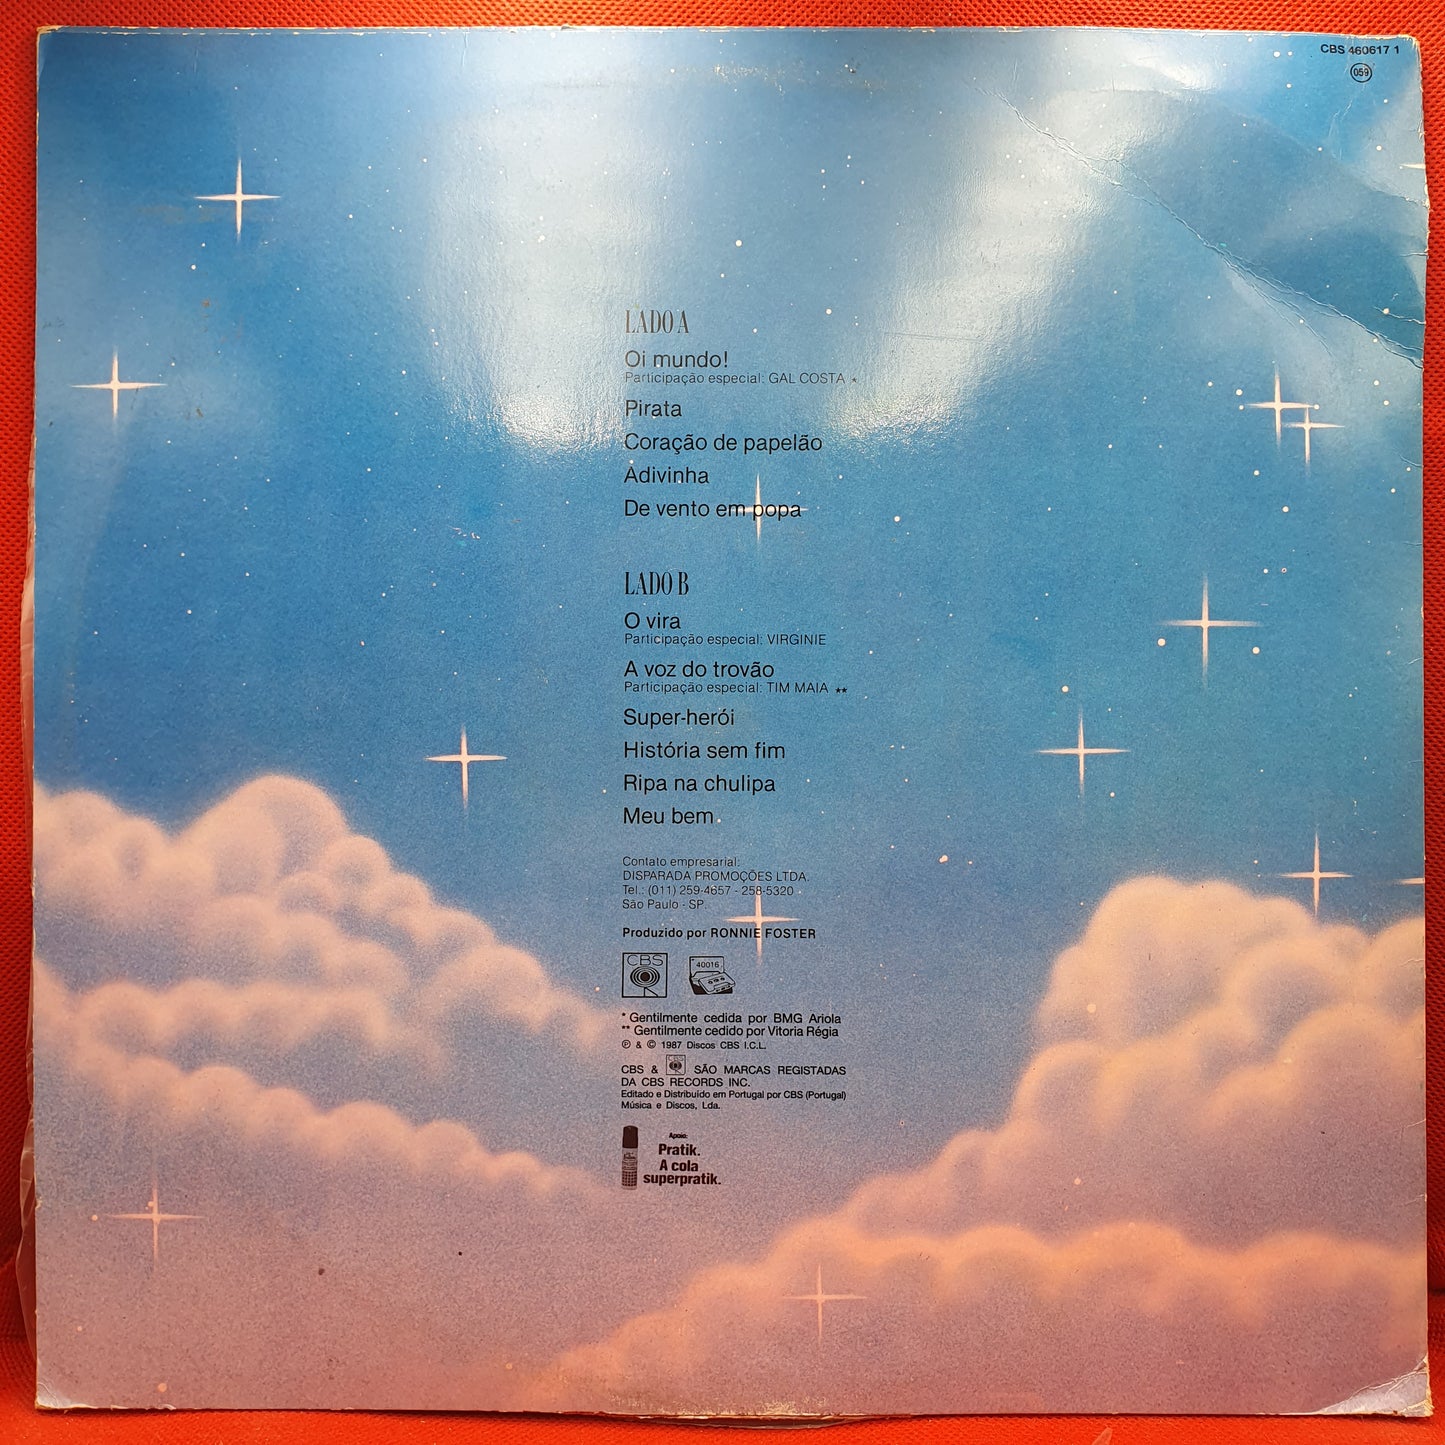 CBS 460617 1
059
LADO A
Oi mundo!
Participação especial: GAL COSTA *
Pirata
Coração de papelão
Adivinha
De vento em popa
LADO B
O vira
Participação especial: VIRGINIE
A voz do trovão
Participação especial: TIM MAIA **
Super-herói
História sem fim
Ripa na chulipa
Meu bem
Contato empresarial:
DISPARADA PROMOÇÕES LTDA.
Tel.: (011) 259-4657 - 258-5320
São Paulo - SP.
Produzido por RONNIE FOSTER
CBS
40016
* Gentilmente cedida por BMG Ariola
** Gentilmente cedido por Vitoria Régia
℗ & © 1987 Discos CBS I.C.L.
CBS & CBS SÃO MARCAS REGISTADAS
DA CBS RECORDS INC.
Editado e Distribuído em Portugal por CBS (Portugal)
Música e Discos, Lda.
Apoio:
Pratik.
A cola
superpratik.